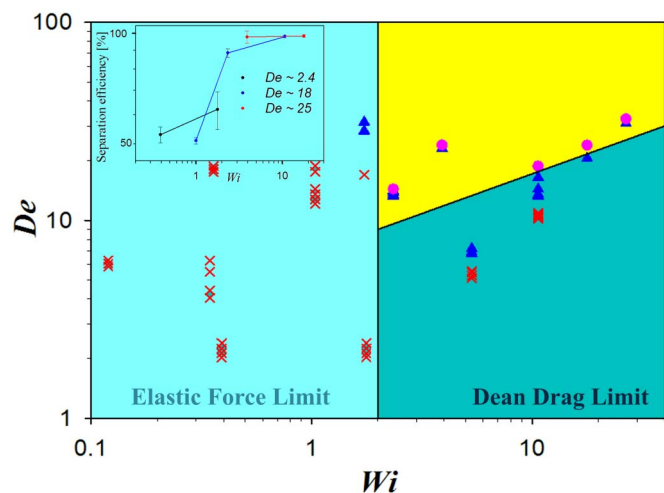 100
100
50
Separation efficiency [%]
De ~ 2.4
De ~ 18
De ~ 25
1
10
Wi
De
10
Elastic Force Limit
Dean Drag Limit
1
0.1
1
10
Wi